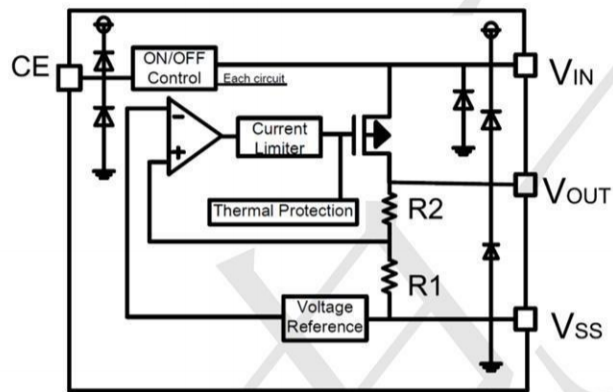 CE
ON/OFF
Control
Each circuit
VIN
-
+
Current
Limiter
Thermal Protection
VOUT
R2
R1
Voltage
Reference
VSS